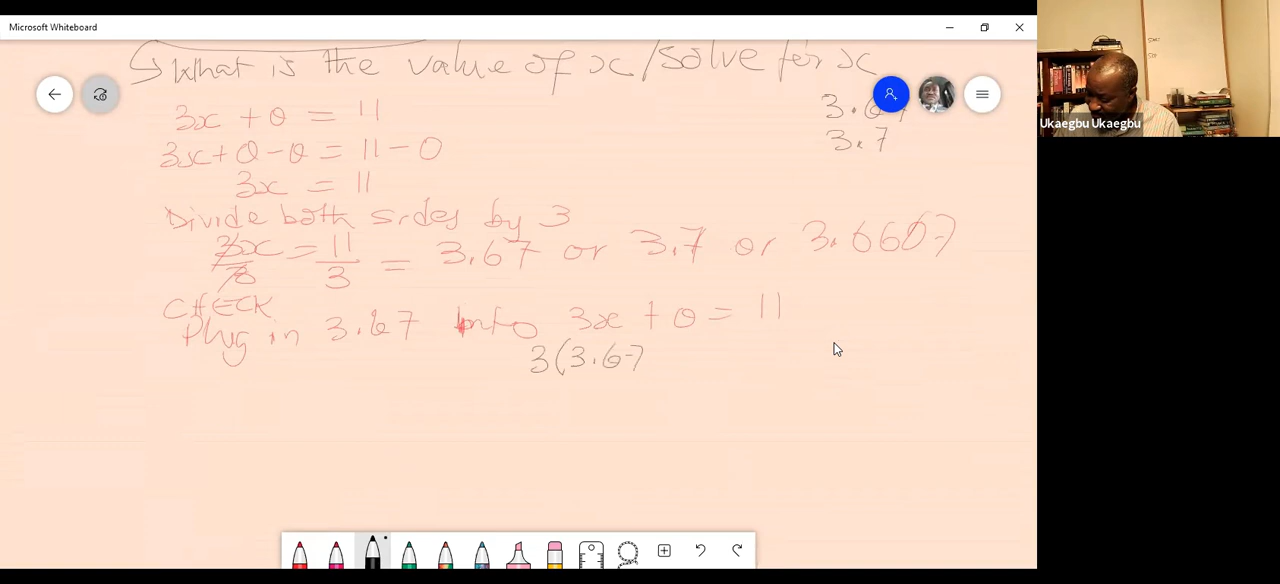 Microsoft Whiteboard
What is the value of x/solve for x
3x + 0 = 11
3x + 0 - 0 = 11 - 0
3x = 11
Divide both sides by 3
3x/3 = 11/3 = 3.67 or 3.7 or 3.6667
CHECK
Plug in 3.67 into 3x + 0 = 11
3(3.67
3.67
3.7
Ukaegbu Ukaegbu